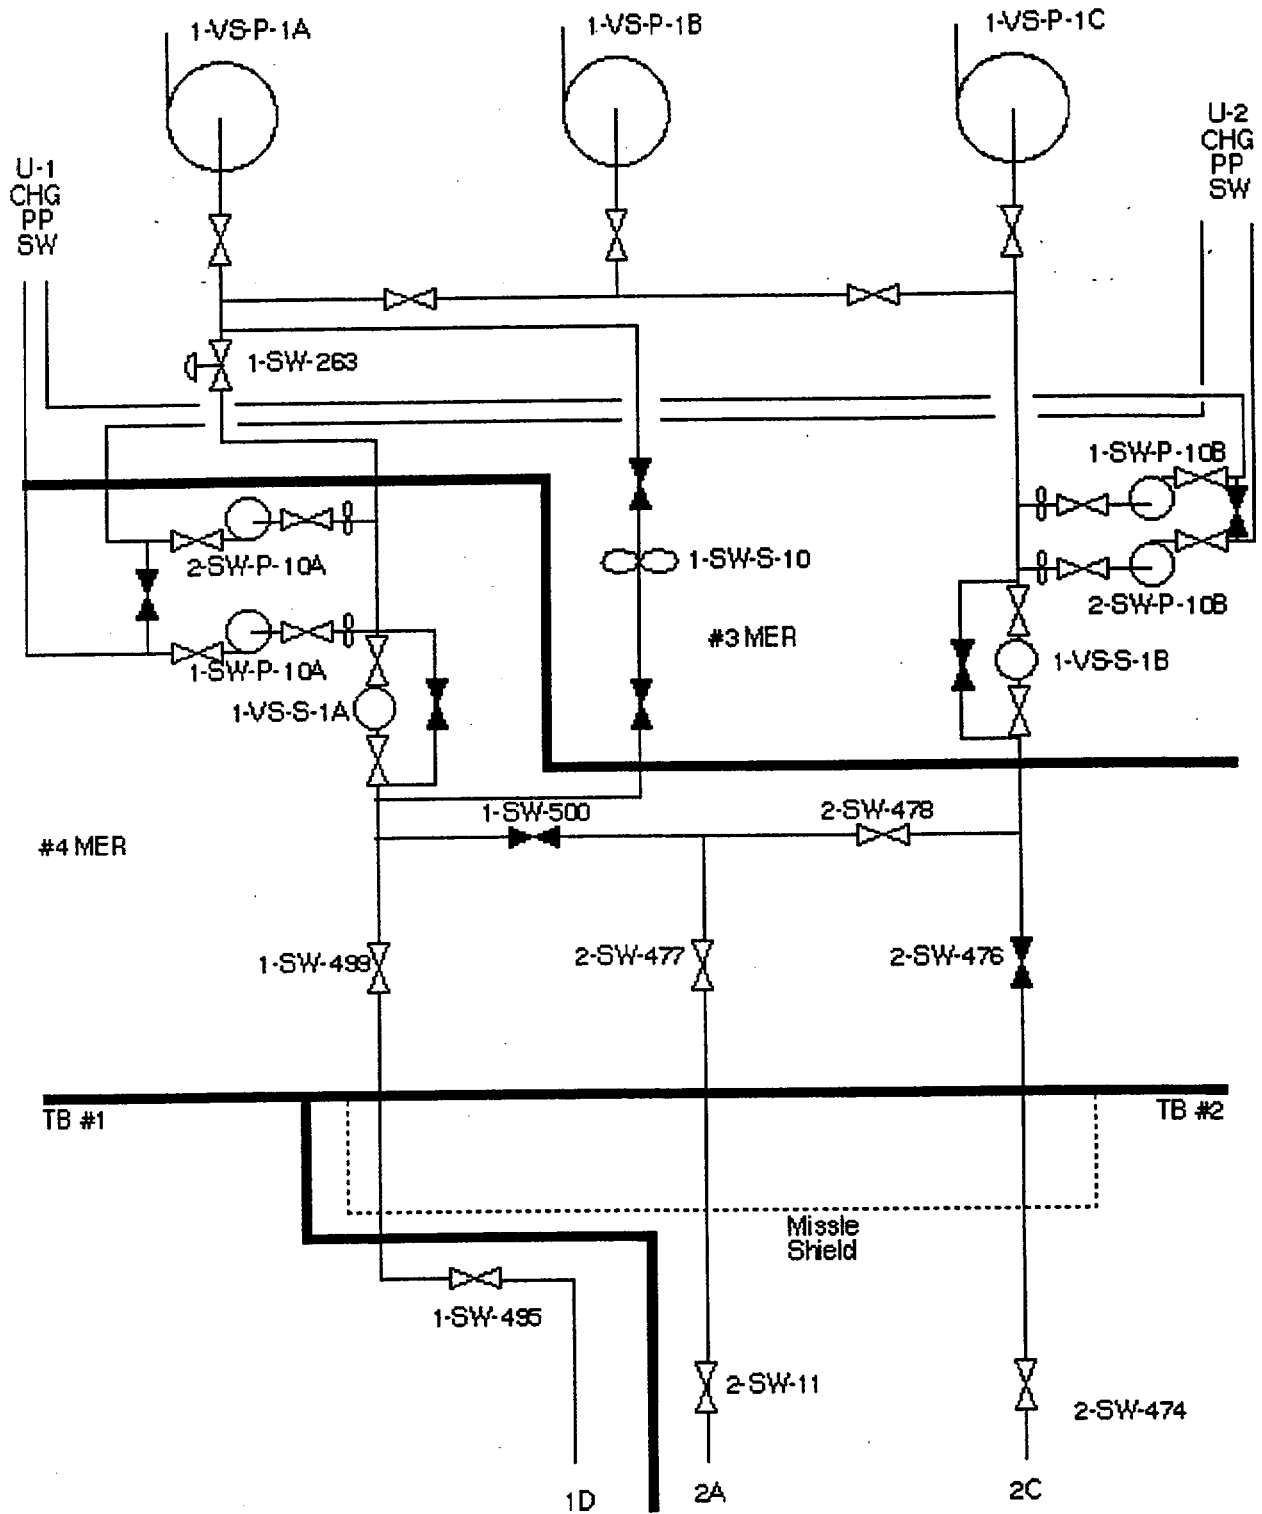 1-VS-P-1A
1-VS-P-1B
1-VS-P-1C
U-1
CHG
PP
SW
U-2
CHG
PP
SW
1-SW-263
1-SW-P-10B
2-SW-P-10A
1-SW-S-10
2-SW-P-10B
#3 MER
1-SW-P-10A
1-VS-S-1B
1-VS-S-1A
1-SW-500
2-SW-478
#4 MER
1-SW-499
2-SW-477
2-SW-476
TB #1
TB #2
Missle
Shield
1-SW-495
2-SW-11
2-SW-474
1D
2A
2C